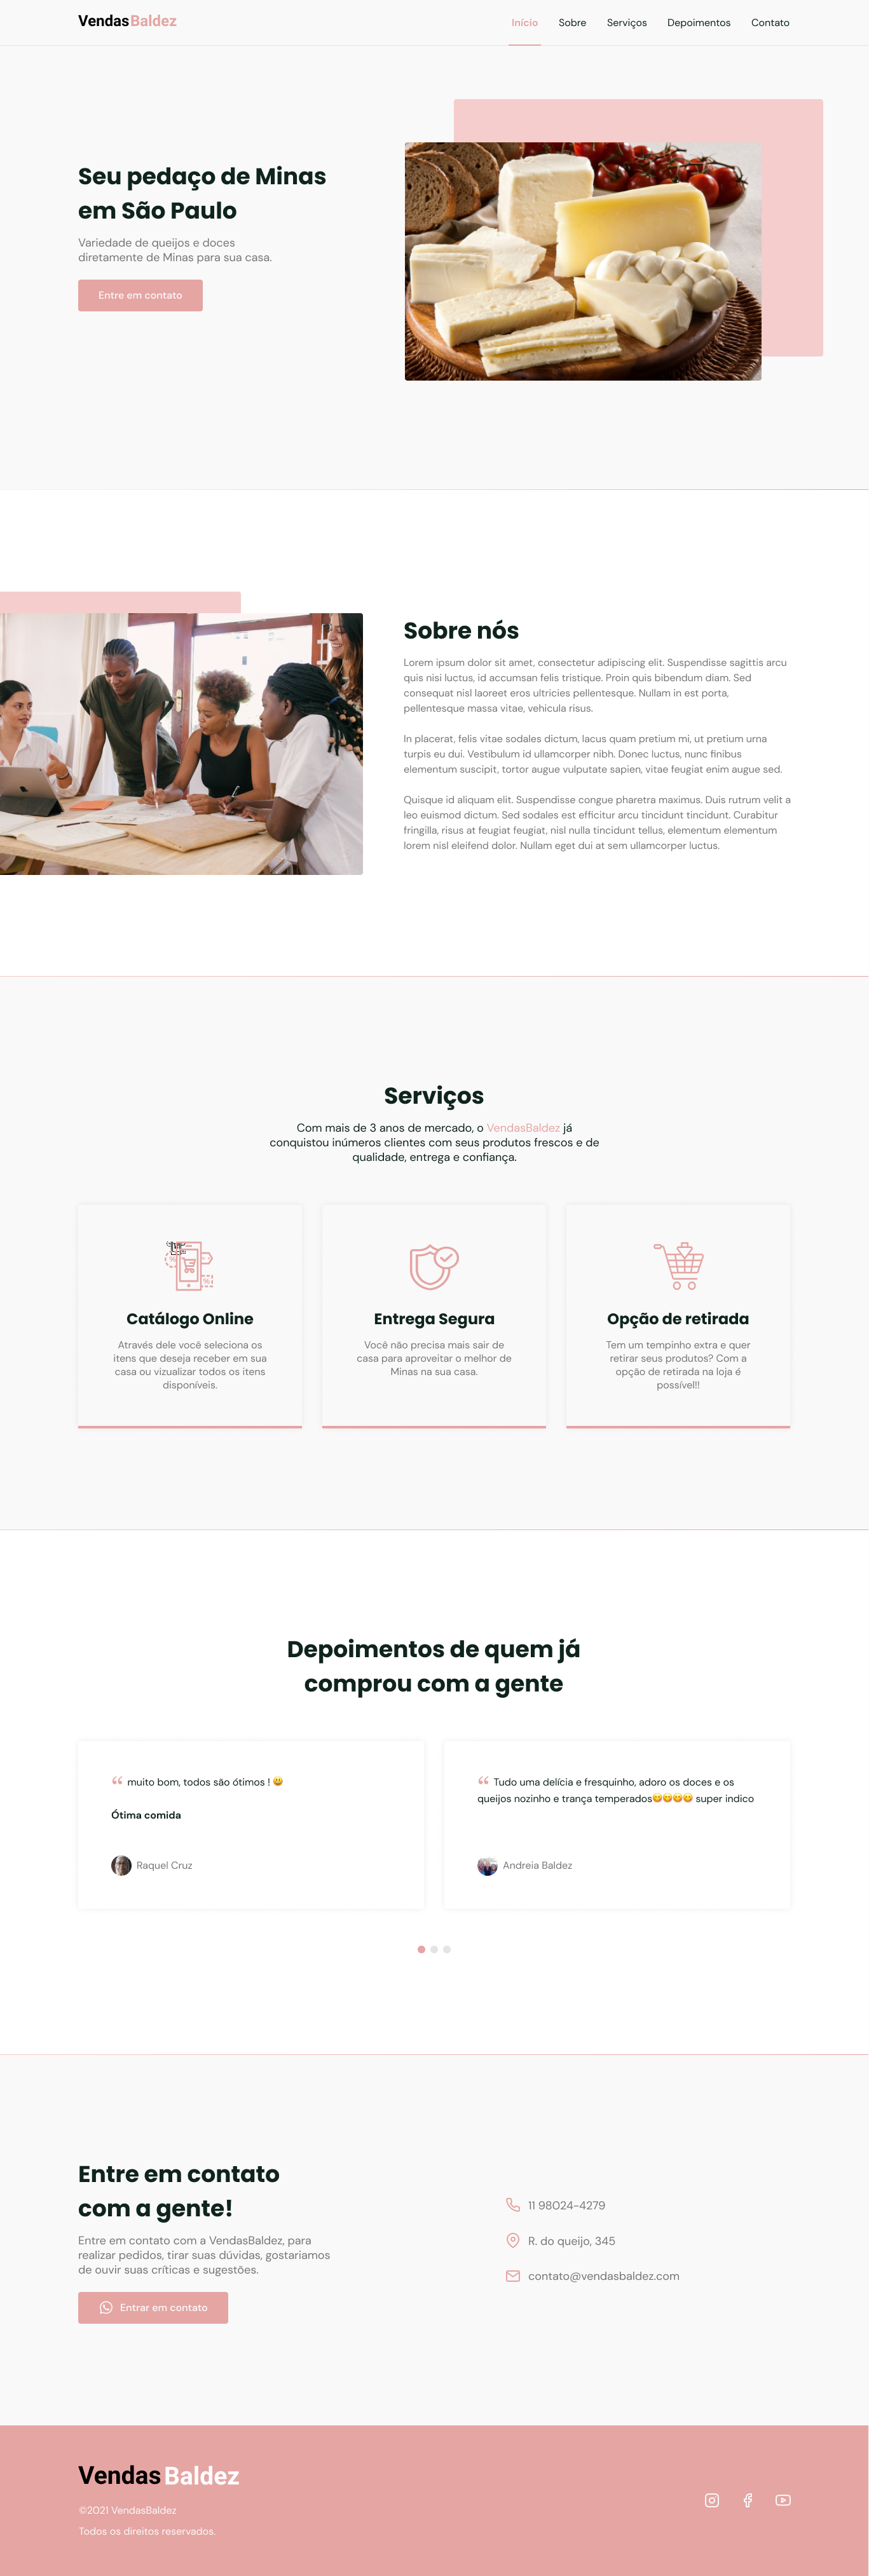 VendasBaldez
Início Sobre Serviços Depoimentos Contato
Seu pedaço de Minas
em São Paulo
Variedade de queijos e doces
diretamente de Minas para sua casa.
Entre em contato
Sobre nós
Lorem ipsum dolor sit amet, consectetur adipiscing elit. Suspendisse sagittis arcu
quis nisi luctus, id accumsan felis tristique. Proin quis bibendum diam. Sed
consequat nisl laoreet eros ultricies pellentesque. Nullam in est porta,
pellentesque massa vitae, vehicula risus.
In placerat, felis vitae sodales dictum, lacus quam pretium mi, ut pretium urna
turpis eu dui. Vestibulum id ullamcorper nibh. Donec luctus, nunc finibus
elementum suscipit, tortor augue vulputate sapien, vitae feugiat enim augue sed.
Quisque id aliquam elit. Suspendisse congue pharetra maximus. Duis rutrum velit a
leo euismod dictum. Sed sodales est efficitur arcu tincidunt tincidunt. Curabitur
fringilla, risus at feugiat feugiat, nisl nulla tincidunt tellus, elementum elementum
lorem nisl eleifend dolor. Nullam eget dui at sem ullamcorper luctus.
Serviços
Com mais de 3 anos de mercado, o VendasBaldez já
conquistou inúmeros clientes com seus produtos frescos e de
qualidade, entrega e confiança.
Catálogo Online
Através dele você seleciona os
itens que deseja receber em sua
casa ou vizualizar todos os itens
disponíveis.
Entrega Segura
Você não precisa mais sair de
casa para aproveitar o melhor de
Minas na sua casa.
Opção de retirada
Tem um tempinho extra e quer
retirar seus produtos? Com a
opção de retirada na loja é
possível!!
Depoimentos de quem já
comprou com a gente
“ muito bom, todos são ótimos ! 😃
Ótima comida
Raquel Cruz
“ Tudo uma delícia e fresquinho, adoro os doces e os
queijos nozinho e trança temperados😋😋😋😋 super indico
Andreia Baldez
Entre em contato
com a gente!
Entre em contato com a VendasBaldez, para
realizar pedidos, tirar suas dúvidas, gostariamos
de ouvir suas críticas e sugestões.
Entrar em contato
11 98024-4279
R. do queijo, 345
contato@vendasbaldez.com
Vendas Baldez
©2021 VendasBaldez
Todos os direitos reservados.